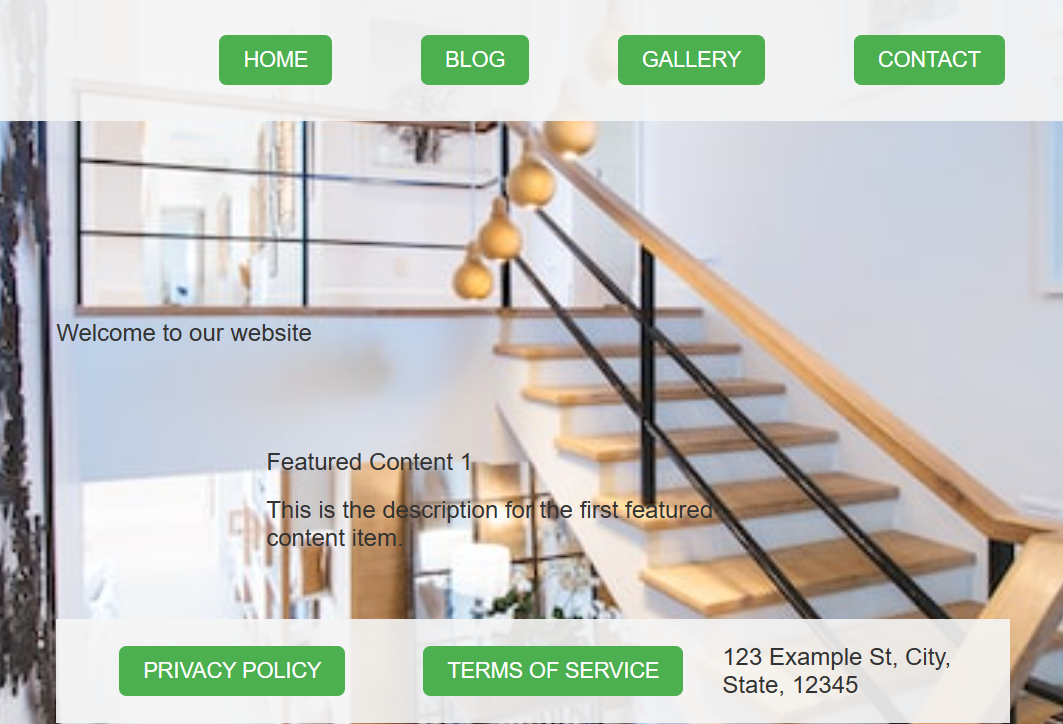 HOME
BLOG
GALLERY
CONTACT
Welcome to our website
Featured Content 1
This is the description for the first featured
content item.
PRIVACY POLICY
TERMS OF SERVICE
123 Example St, City,
State, 12345